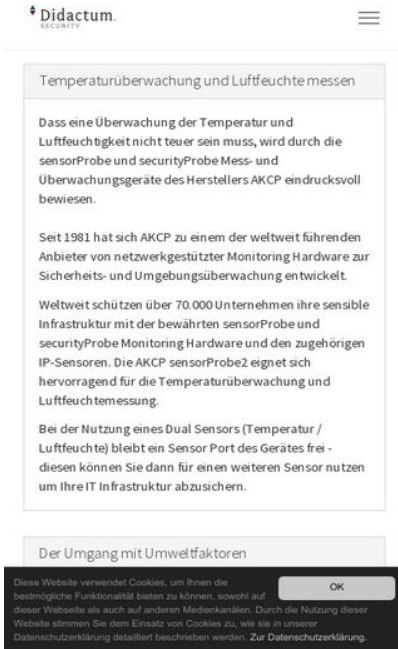 Didactum.
SECURITY
Temperaturüberwachung und Luftfeuchte messen
Dass eine Überwachung der Temperatur und
Luftfeuchtigkeit nicht teuer sein muss, wird durch die
sensorProbe und securityProbe Mess- und
Überwachungsgeräte des Herstellers AKCP eindrucksvoll
bewiesen.
Seit 1981 hat sich AKCP zu einem der weltweit führenden
Anbieter von netzwerkgestützter Monitoring Hardware zur
Sicherheits- und Umgebungsüberwachung entwickelt.
Weltweit schützen über 70.000 Unternehmen ihre sensible
Infrastruktur mit der bewährten sensorProbe und
securityProbe Monitoring Hardware und den zugehörigen
IP-Sensoren. Die AKCP sensorProbe2 eignet sich
hervorragend für die Temperaturüberwachung und
Luftfeuchtemessung.
Bei der Nutzung eines Dual Sensors (Temperatur /
Luftfeuchte) bleibt ein Sensor Port des Gerätes frei -
diesen können Sie dann für einen weiteren Sensor nutzen
um Ihre IT Infrastruktur abzusichern.
Der Umgang mit Umweltfaktoren
Diese Website verwendet Cookies, um Ihnen die
bestmögliche Funktionalität bieten zu können, sowohl auf
dieser Webseite als auch auf anderen Medienkanälen. Durch die Nutzung dieser
Website stimmen Sie dem Einsatz von Cookies zu, wie sie in unserer
Datenschutzerklärung detailliert beschrieben werden. Zur Datenschutzerklärung.
OK